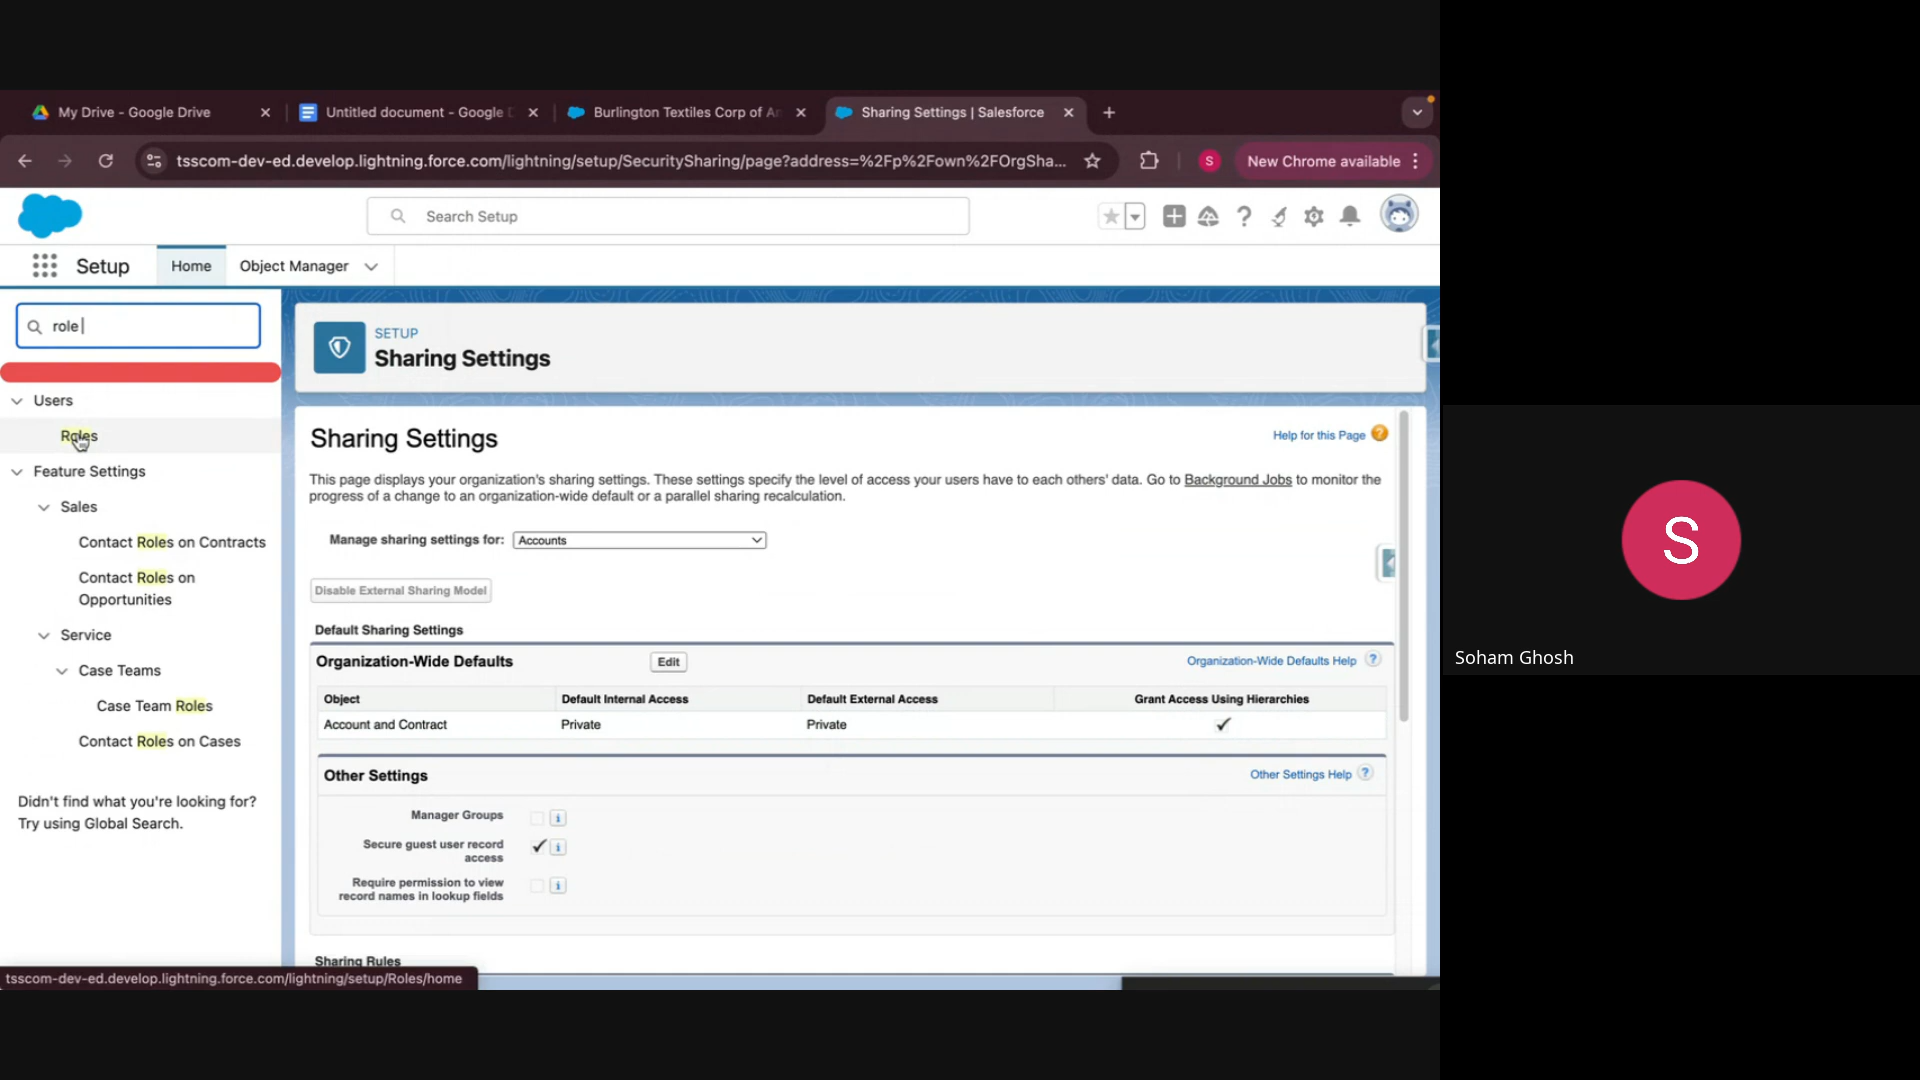 My Drive - Google Drive
Untitled document - Google D
Burlington Textiles Corp of Am
Sharing Settings | Salesforce
tsscom-dev-ed.develop.lightning.force.com/lightning/setup/SecuritySharing/page?address=%2Fp%2Fown%2FOrgSha...
S
New Chrome available
Search Setup
Setup
Home
Object Manager
role
Users
Roles
Feature Settings
Sales
Contact Roles on Contracts
Contact Roles on
Opportunities
Service
Case Teams
Case Team Roles
Contact Roles on Cases
Didn't find what you're looking for?
Try using Global Search.
SETUP
Sharing Settings
Sharing Settings
Help for this Page
This page displays your organization's sharing settings. These settings specify the level of access your users have to each others' data. Go to Background Jobs to monitor the
progress of a change to an organization-wide default or a parallel sharing recalculation.
Manage sharing settings for: Accounts
Disable External Sharing Model
Default Sharing Settings
Organization-Wide Defaults
Edit
Organization-Wide Defaults Help ?
Object
Default Internal Access
Default External Access
Grant Access Using Hierarchies
Account and Contract
Private
Private
Other Settings
Other Settings Help ?
Manager Groups
Secure guest user record
access
Require permission to view
record names in lookup fields
Sharing Rules
tsscom-dev-ed.develop.lightning.force.com/lightning/setup/Roles/home
S
Soham Ghosh